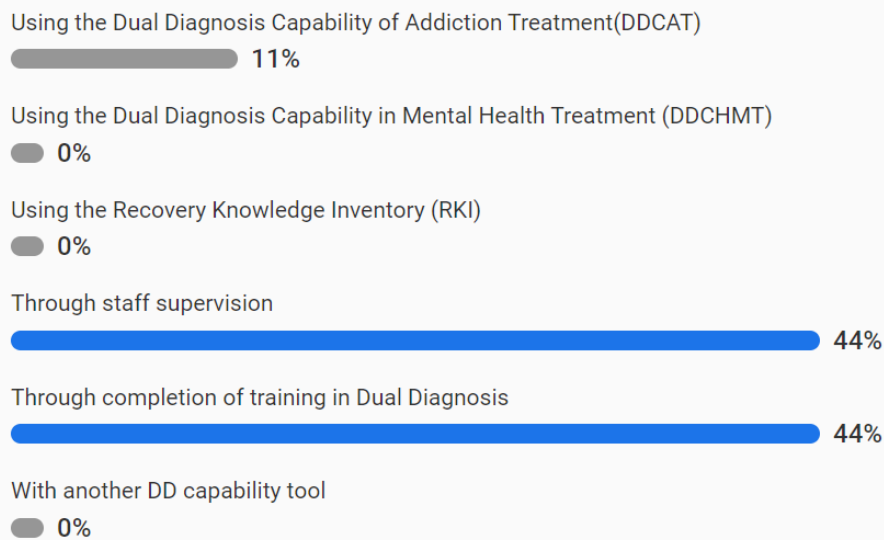 Using the Dual Diagnosis Capability of Addiction Treatment(DDCAT)
11%
Using the Dual Diagnosis Capability in Mental Health Treatment (DDCHMT)
0%
Using the Recovery Knowledge Inventory (RKI)
0%
Through staff supervision
44%
Through completion of training in Dual Diagnosis
44%
With another DD capability tool
0%